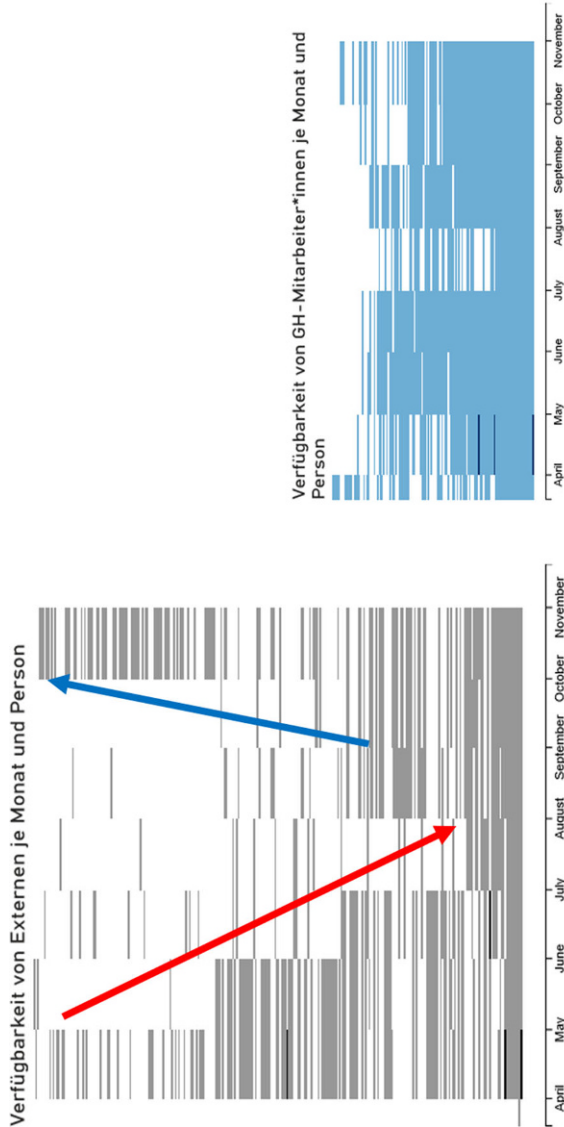 Verfügbarkeit von Externen je Monat und Person
April
May
June
July
August
September
October
November
Verfügbarkeit von GH-Mitarbeiter*innen je Monat und
Person
April
May
June
July
August
September
October
November